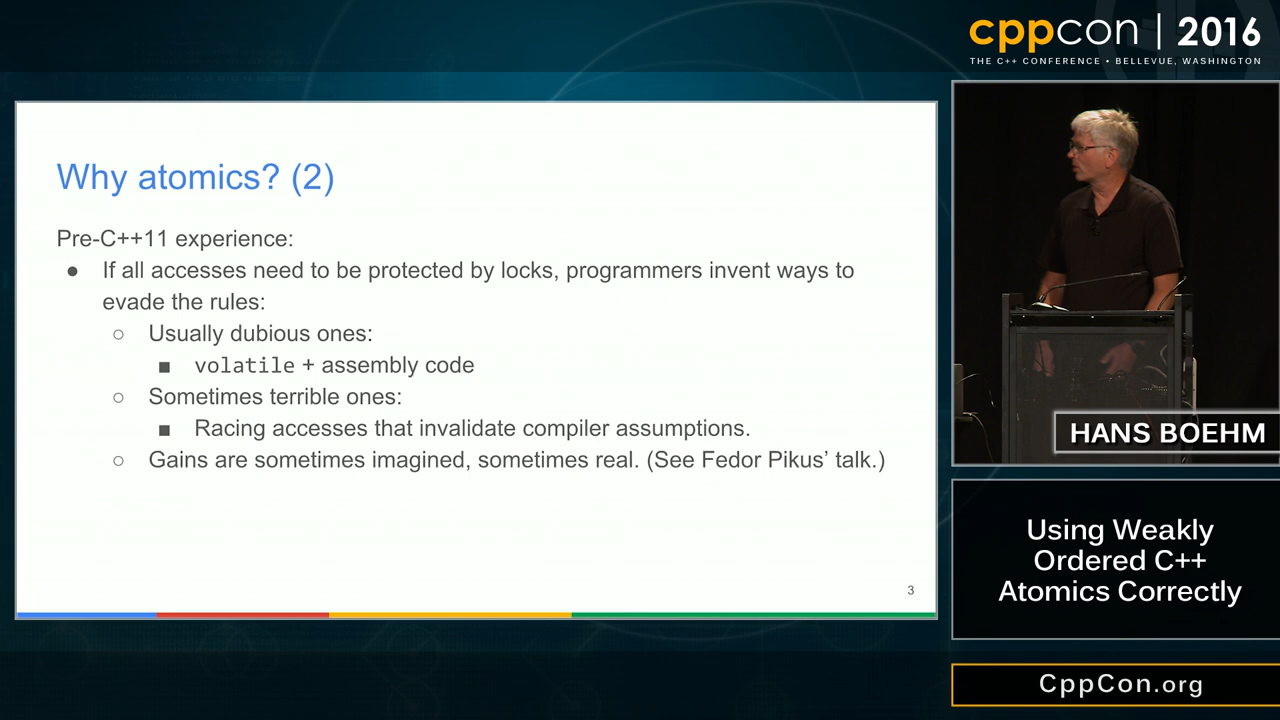 cppcon | 2016
THE C++ CONFERENCE • BELLEVUE, WASHINGTON
Why atomics? (2)
Pre-C++11 experience:
● If all accesses need to be protected by locks, programmers invent ways to
evade the rules:
○ Usually dubious ones:
■ volatile + assembly code
○ Sometimes terrible ones:
■ Racing accesses that invalidate compiler assumptions.
○ Gains are sometimes imagined, sometimes real. (See Fedor Pikus’ talk.)
3
HANS BOEHM
Using Weakly
Ordered C++
Atomics Correctly
CppCon.org